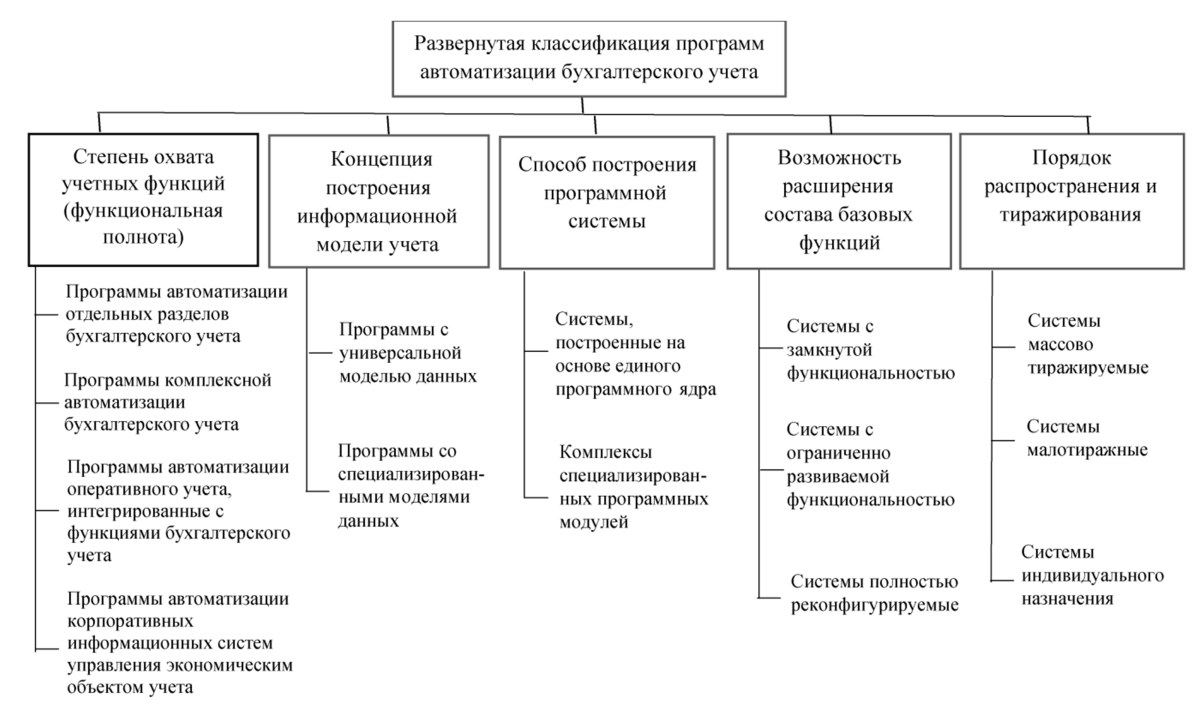 Развернутая классификация программ
автоматизации бухгалтерского учета
Степень охвата
учетных функций
(функциональная
полнота)
Программы автоматизации
отдельных разделов
бухгалтерского учета
Программы комплексной
автоматизации
бухгалтерского учета
Программы автоматизации
оперативного учета,
интегрированные с
функциями бухгалтерского
учета
Программы автоматизации
корпоративных
информационных систем
управления экономическим
объектом учета
Концепция
построения
информационной
модели учета
Программы с
универсальной
моделью данных
Программы со
специализирован-
ными моделями
данных
Способ построения
программной
системы
Системы,
построенные на
основе единого
программного ядра
Комплексы
специализирован-
ных программных
модулей
Возможность
расширения
состава базовых
функций
Системы с
замкнутой
функциональностью
Системы с
ограниченно
развиваемой
функциональностью
Системы полностью
реконфигурируемые
Порядок
распространения и
тиражирования
Системы
массово
тиражируемые
Системы
малотиражные
Системы
индивидуального
назначения